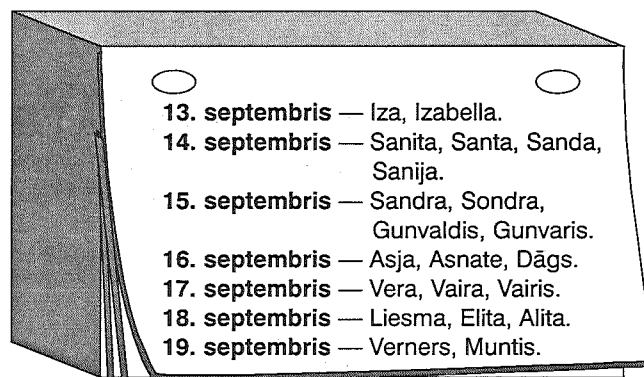 13. septembris — Iza, Izabella.
14. septembris — Sanita, Santa, Sanda,
Sanija.
15. septembris — Sandra, Sondra,
Gunvaldis, Gunvaris.
16. septembris — Asja, Asnate, Dāgs.
17. septembris — Vera, Vaira, Vairis.
18. septembris — Liesma, Elita, Alita.
19. septembris — Verners, Muntis.